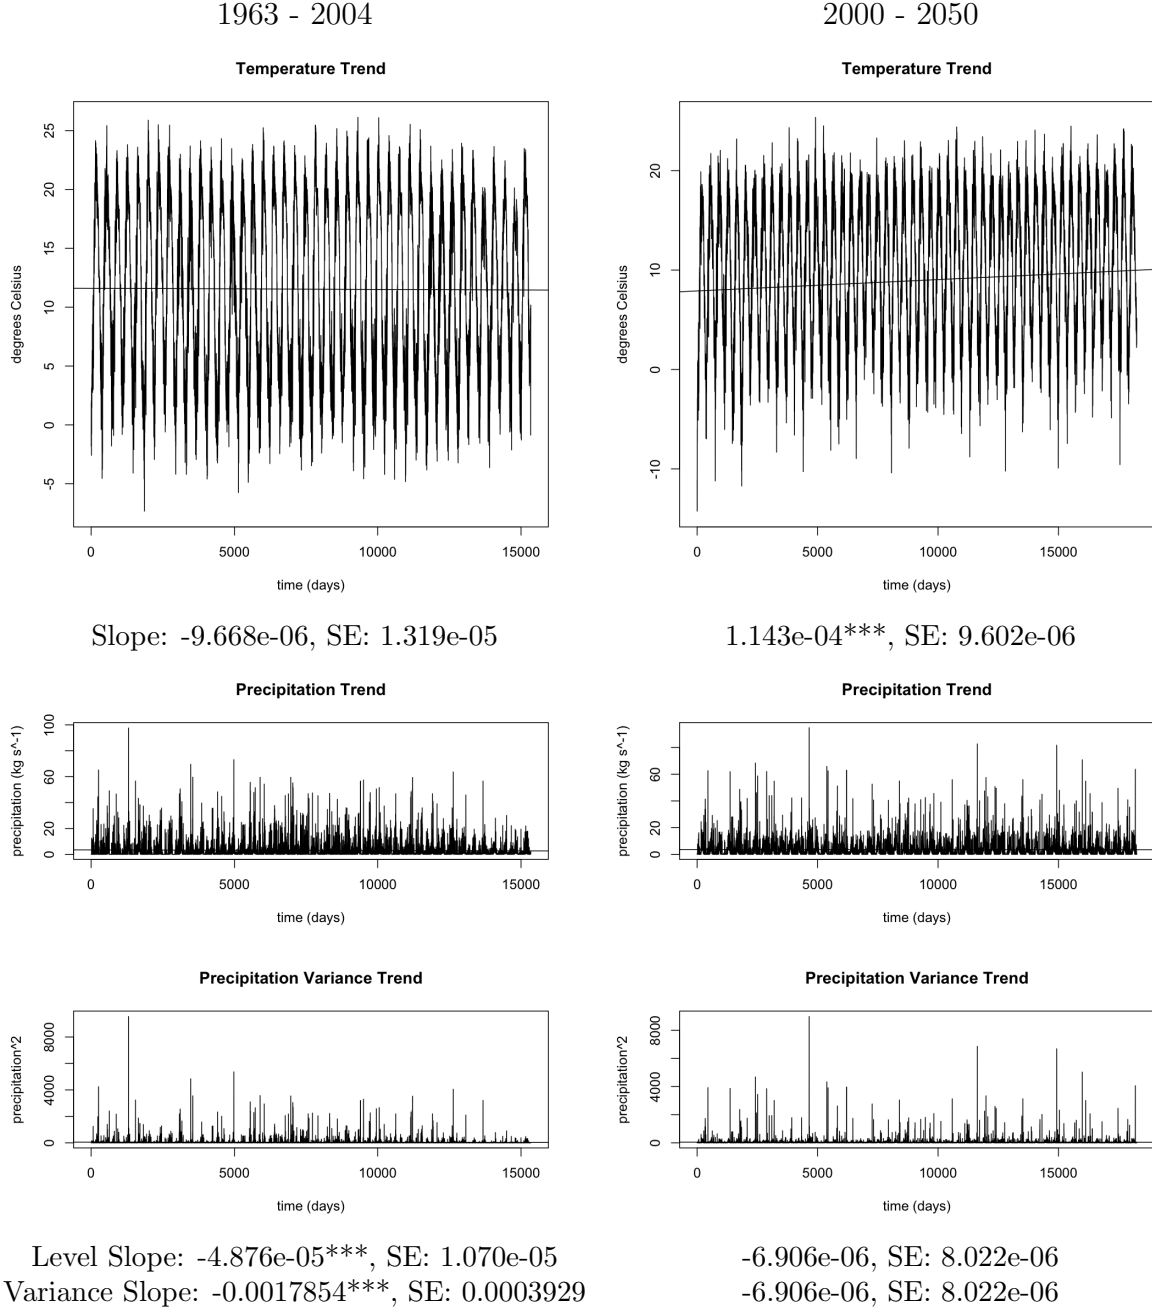 1963 - 2004
2000 - 2050
Temperature Trend
Temperature Trend
degrees Celsius
25
20
15
10
5
0
-5
0 5000 10000 15000
time (days)
degrees Celsius
20
10
0
-10
0 5000 10000 15000
time (days)
Slope: -9.668e-06, SE: 1.319e-05
1.143e-04***, SE: 9.602e-06
Precipitation Trend
Precipitation Trend
precipitation (kg s^-1)
100
60
20
0
0 5000 10000 15000
time (days)
precipitation (kg s^-1)
60
20
0
0 5000 10000 15000
time (days)
Precipitation Variance Trend
Precipitation Variance Trend
precipitation^2
8000
4000
0
0 5000 10000 15000
time (days)
precipitation^2
8000
4000
0
0 5000 10000 15000
time (days)
Level Slope: -4.876e-05***, SE: 1.070e-05
-6.906e-06, SE: 8.022e-06
Variance Slope: -0.0017854***, SE: 0.0003929
-6.906e-06, SE: 8.022e-06